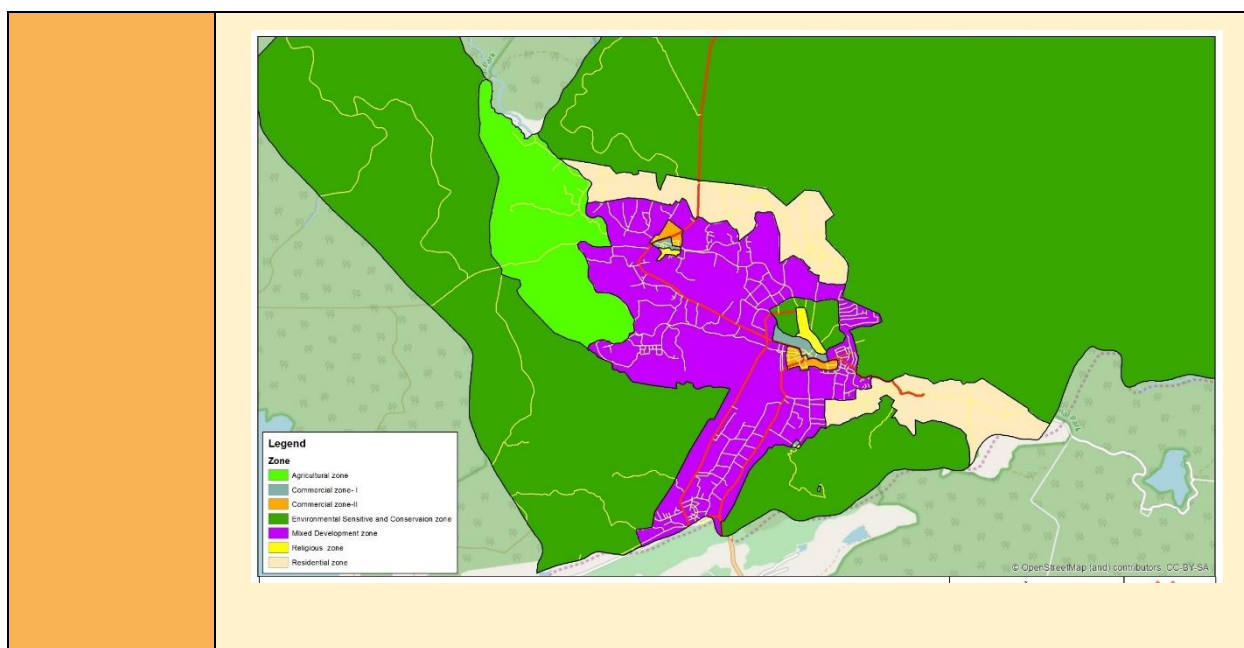 Legend
Zone
Agricultural zone
Commercial zone- I
Commercial zone-II
Environmental Sensitive and Conservaion zone
Mixed Development zone
Religious zone
Residential zone
© OpenStreetMap (and) contributors, CC-BY-SA